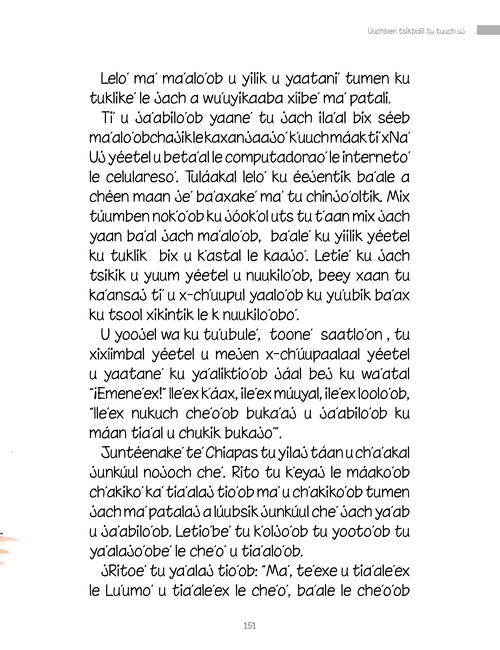 Úuchben tsikbalil tu tuuch uj
Lelo' ma' ma'alo'ob u yilik u yaatani' tumen ku
tuklike' le jach a wu'uyikaaba xiibe' ma' patali.
Ti' u ja'abilo'ob yaane' tu jach ila'al bix séeb
ma'alo'obchajiklekaxanjaajo'k'uuchmáakti'xNa'
Uj yéetel u beta'al le computadorao' le interneto'
le celulareso'. Tuláakal lelo' ku éejentik ba'ale a
chéen maan je' ba'axake' ma' tu chinjo'oltik. Mix
túumben nok'o'ob ku jóok'ol uts tu t'aan mix jach
yaan ba'al jach ma'alo'ob, ba'ale' ku yiilik yéetel
ku tuklik bix u k'astal le kaajo'. Letie' ku jach
tsikik u yuum yéetel u nuukilo'ob, beey xaan tu
ka'ansaj ti' u x-ch'uupul yaalo'ob ku yu'ubik ba'ax
ku tsool xikintik le k nuukilo'obo'.
U yoojel wa ku tu'ubule', toone' saatlo'on , tu
xixíimbal yéetel u mejen x-ch'úupaalaal yéetel
u yaatane' ku ya'aliktio'ob jáal bej ku wa'atal
"¡Emene'ex!" Ile'ex k'áax, ile'ex múuyal, ile'ex loolo'ob,
"Ile'ex nukuch che'o'ob buka'aj u ja'abilo'ob ku
máan tia'al u chukik bukajo'".
Juntéenake' te' Chiapas tu yilaj táan u ch'a'akal
junkúul nojoch che'. Rito tu k'eyaj le máako'ob
ch'akiko' ka' tia'alaj tio'ob ma' u ch'akiko'ob tumen
jach ma' patalaj a lúubsik junkúul che' jach ya'ab
u ja'abilo'ob. Letio'be' tu k'oljo'ob tu yooto'ob tu
ya'alajo'obe' le che'o' u tia'alo'ob.
jRitoe' tu ya'alaj tio'ob: "Ma', te'exe u tia'ale'ex
le Lu'umo' u tia'ale'ex le che'o', ba'ale le che'o'ob
151